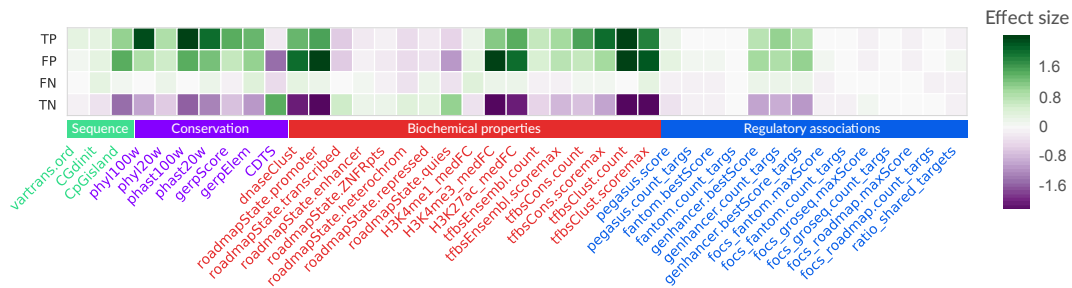 Effect size
TP
FP
FN
TN
1.6
0.8
0
-0.8
-1.6
Sequence
Conservation
Biochemical properties
Regulatory associations
vartrans.ord
CGdinit
CpGisland
phyl100w
phyl20w
phast100w
phast20w
gerpScore
gerpElem
CDTS
dnaseClust
roadmapState.promoter
roadmapState.transcribed
roadmapState.enhancer
roadmapState.ZNFRpts
roadmapState.heterochrom
roadmapState.repressed
roadmapState.quies
H3K4me1_medFC
H3K4me3_medFC
H3K27ac_medFC
tfbsEnsembl.count
tfbsEnsembl.scoremax
tfbsCons.count
tfbsCons.scoremax
tfbsClust.count
tfbsClust.scoremax
pegasus.score
pegasus.count_targs
fantom.bestScore
fantom.count_targs
genhancer.bestScore
genhancer.count_targs
genhancer.bestScore_targs
focs_fantom.maxScore
focs_fantom.count_targs
focs_groseq.maxScore
focs_groseq.count_targs
focs_roadmap.maxScore
focs_roadmap.count_targs
ratio_shared_targets